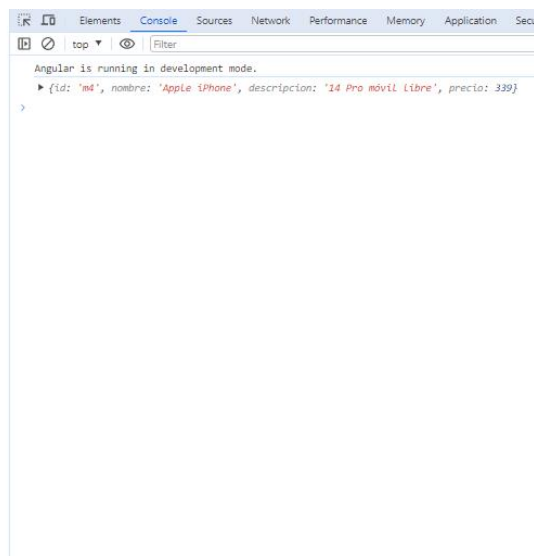 Elements Console Sources Network Performance Memory Application Secu
top Filter
Angular is running in development mode.
{id: 'm4', nombre: 'Apple iPhone', descripcion: '14 Pro móvil libre', precio: 339}